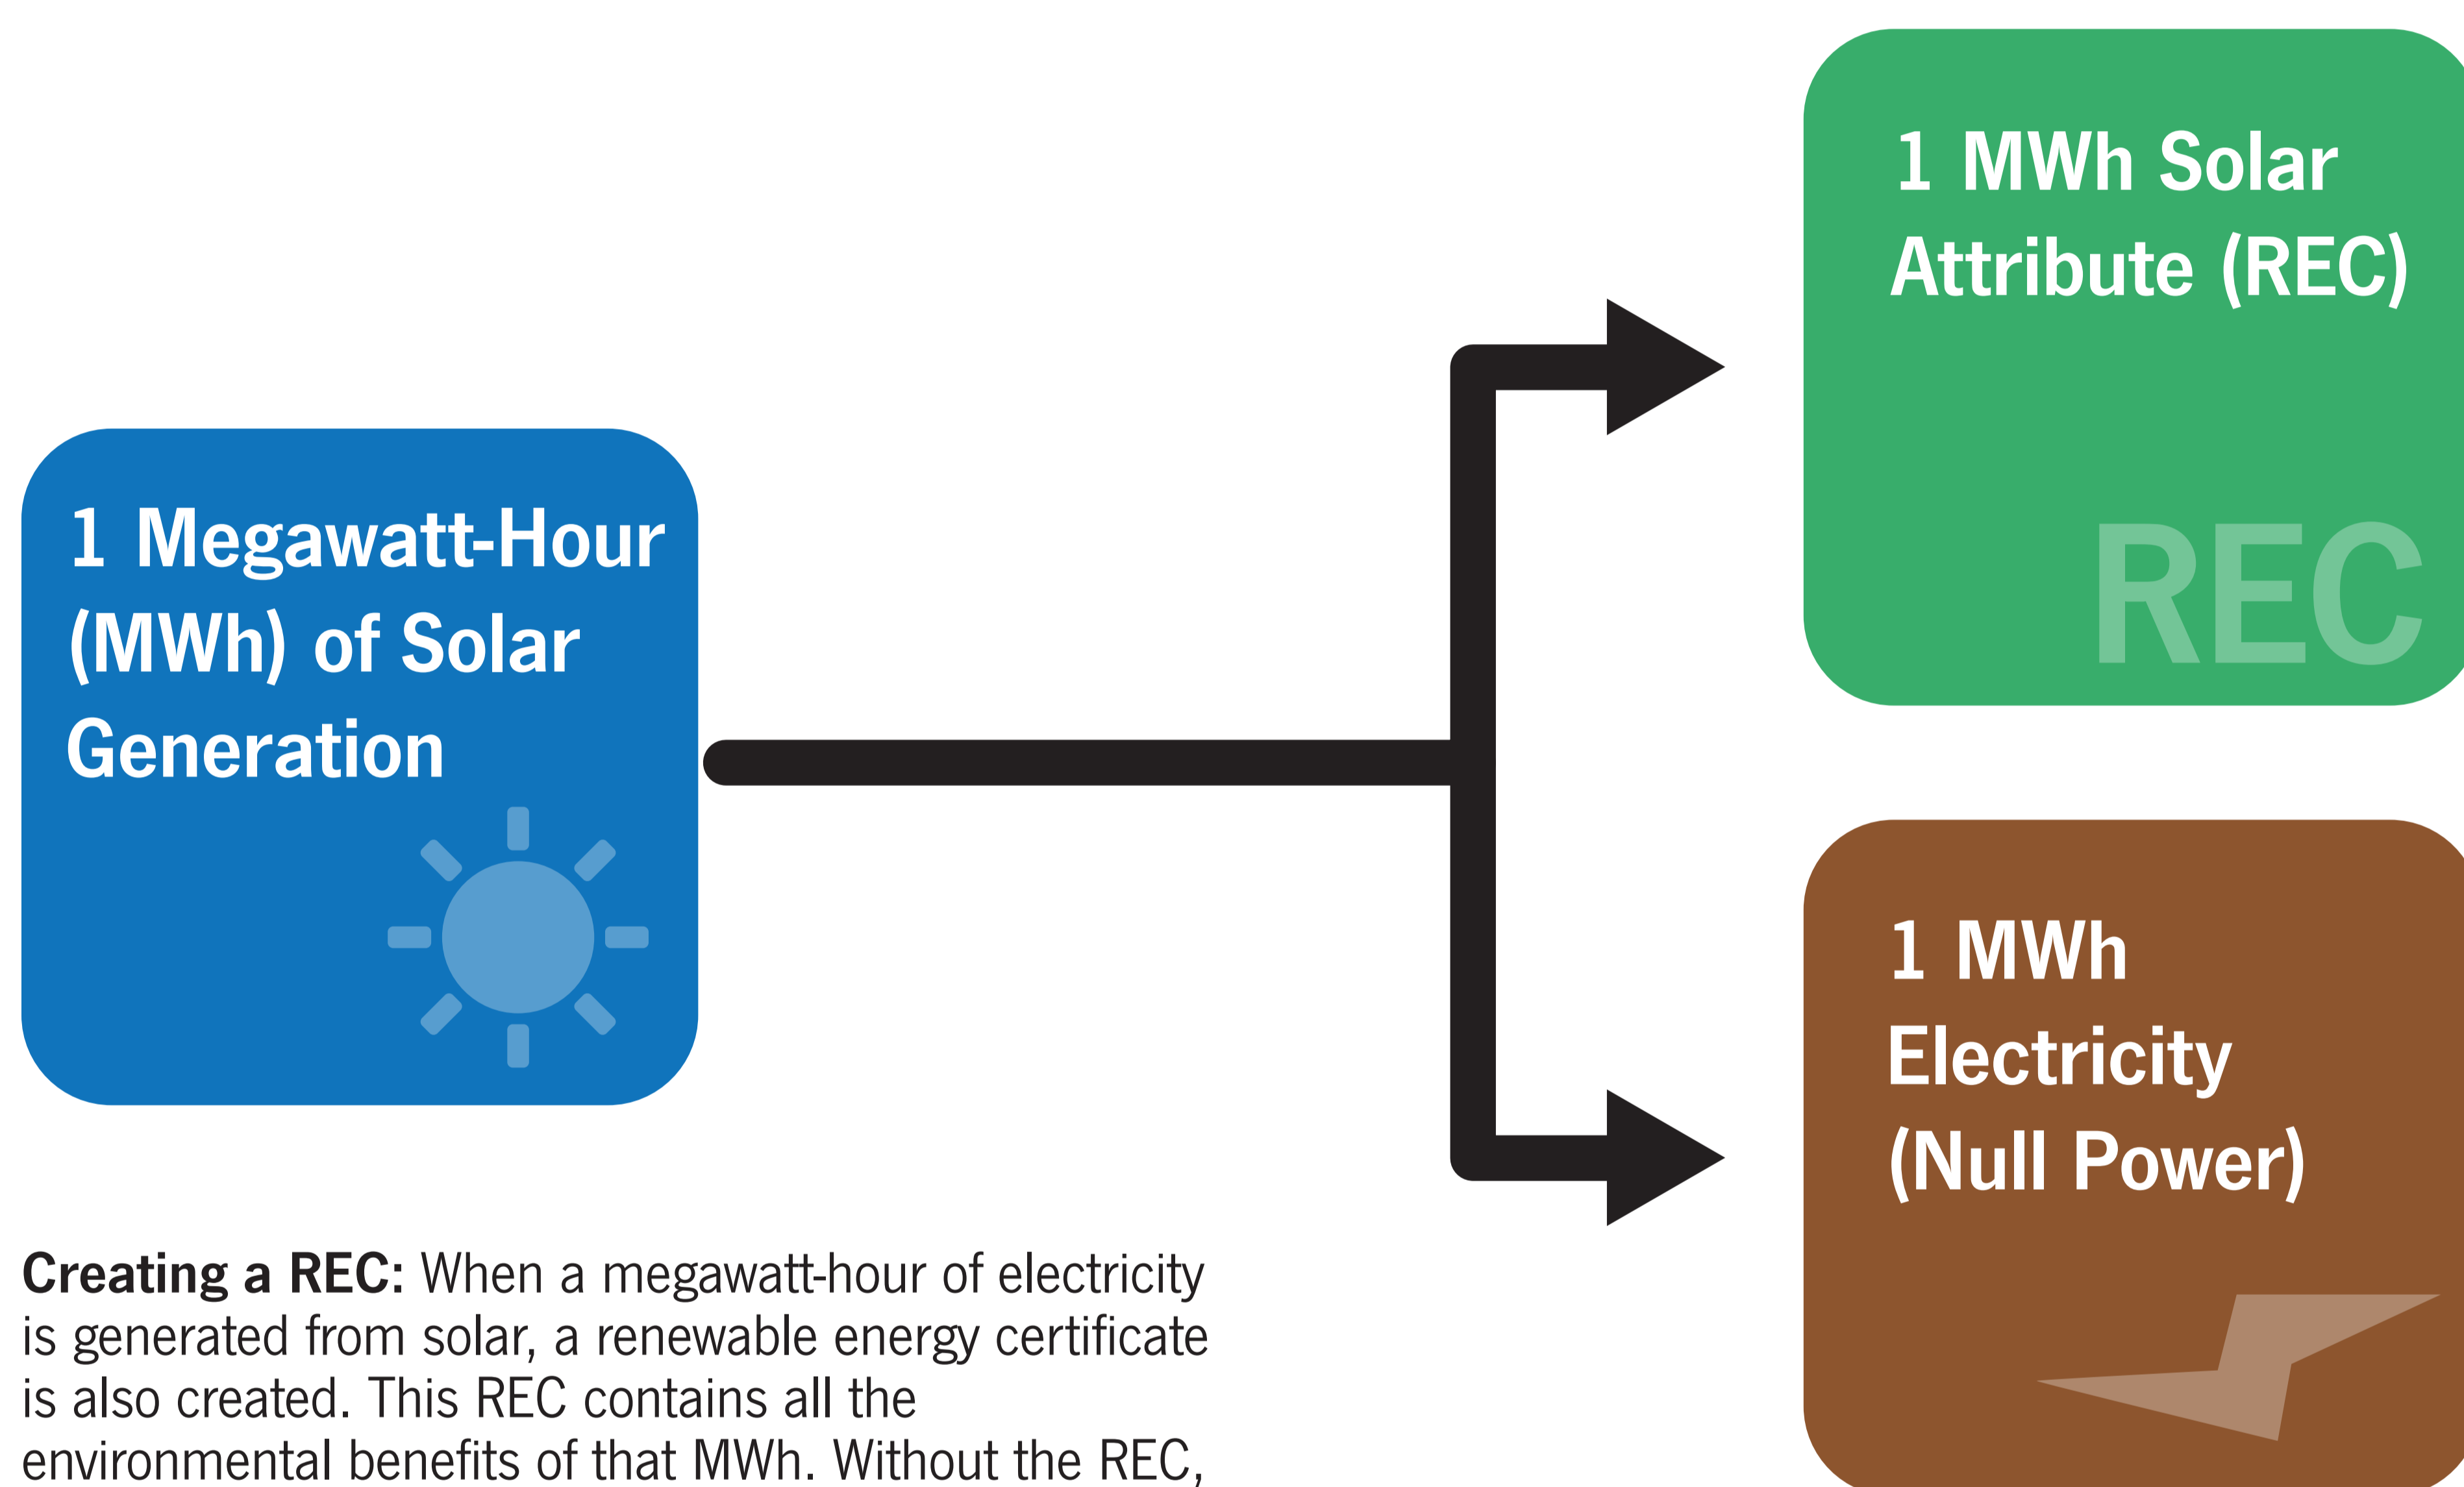 1 MWh Solar
Attribute (REC)
REC
1 Megawatt-Hour
(MWh) of Solar
Generation
1 MWh
Electricity
(Null Power)
Creating a REC: When a megawatt-hour of electricity
is generated from solar, a renewable energy certificate
is also created. This REC contains all the
environmental benefits of that MWh. Without the REC,